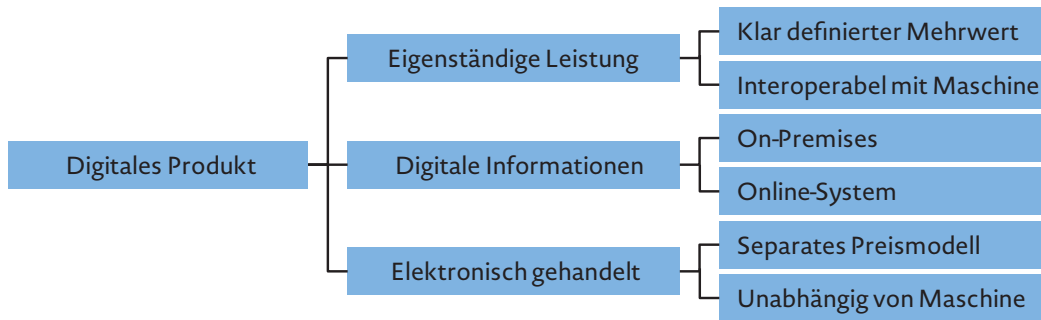 Digitales Produkt
Eigenständige Leistung
Klar definierter Mehrwert
Interoperabel mit Maschine
Digitale Informationen
On-Premises
Online-System
Elektronisch gehandelt
Separates Preismodell
Unabhängig von Maschine